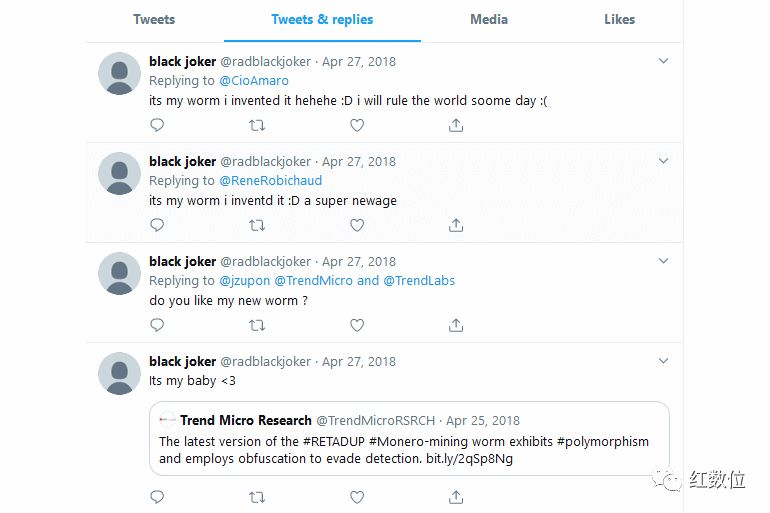 Tweets Tweets & replies Media Likes
black joker @radblackjoker · Apr 27, 2018
Replying to @CioAmaro
its my worm i invented it hehehe :D i will rule the world soome day :(
black joker @radblackjoker · Apr 27, 2018
Replying to @ReneRobichaud
its my worm i inventd it :D a super newage
black joker @radblackjoker · Apr 27, 2018
Replying to @jzupon @TrendMicro and @TrendLabs
do you like my new worm ?
black joker @radblackjoker · Apr 27, 2018
Its my baby <3
Trend Micro Research @TrendMicroRSRCH · Apr 25, 2018
The latest version of the #RETADUP #Monero-mining worm exhibits #polymorphism
and employs obfuscation to evade detection. bit.ly/2qSp8Ng
红数位